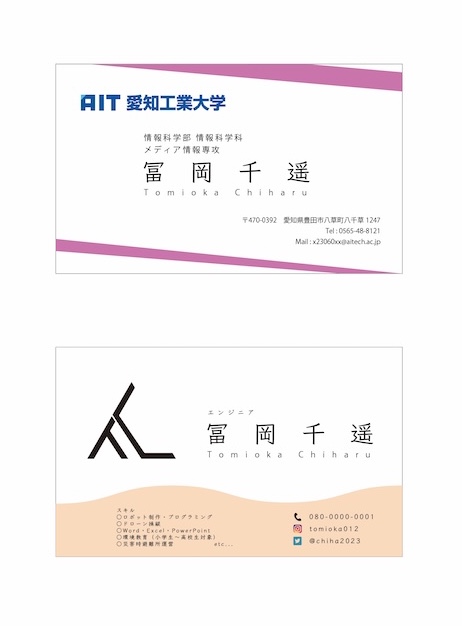 AIT 愛知工業大学
情報科学部 情報科学科
メディア情報専攻
冨岡千遥
Tomioka Chiharu
〒470-0392 愛知県豊田市八草町八千草 1247
Tel : 0565-48-8121
Mail : x23060xx@aitech.ac.jp
エンジニア
冨岡千遥
Tomioka Chiharu
スキル
〇ロボット制作・プログラミング
〇ドローン操縦
〇Word・Excel・PowerPoint
〇環境教育（小学生～高校生対象）
〇災害時避難所運営 etc...
080-0000-0001
tomioka012
@chiha2023